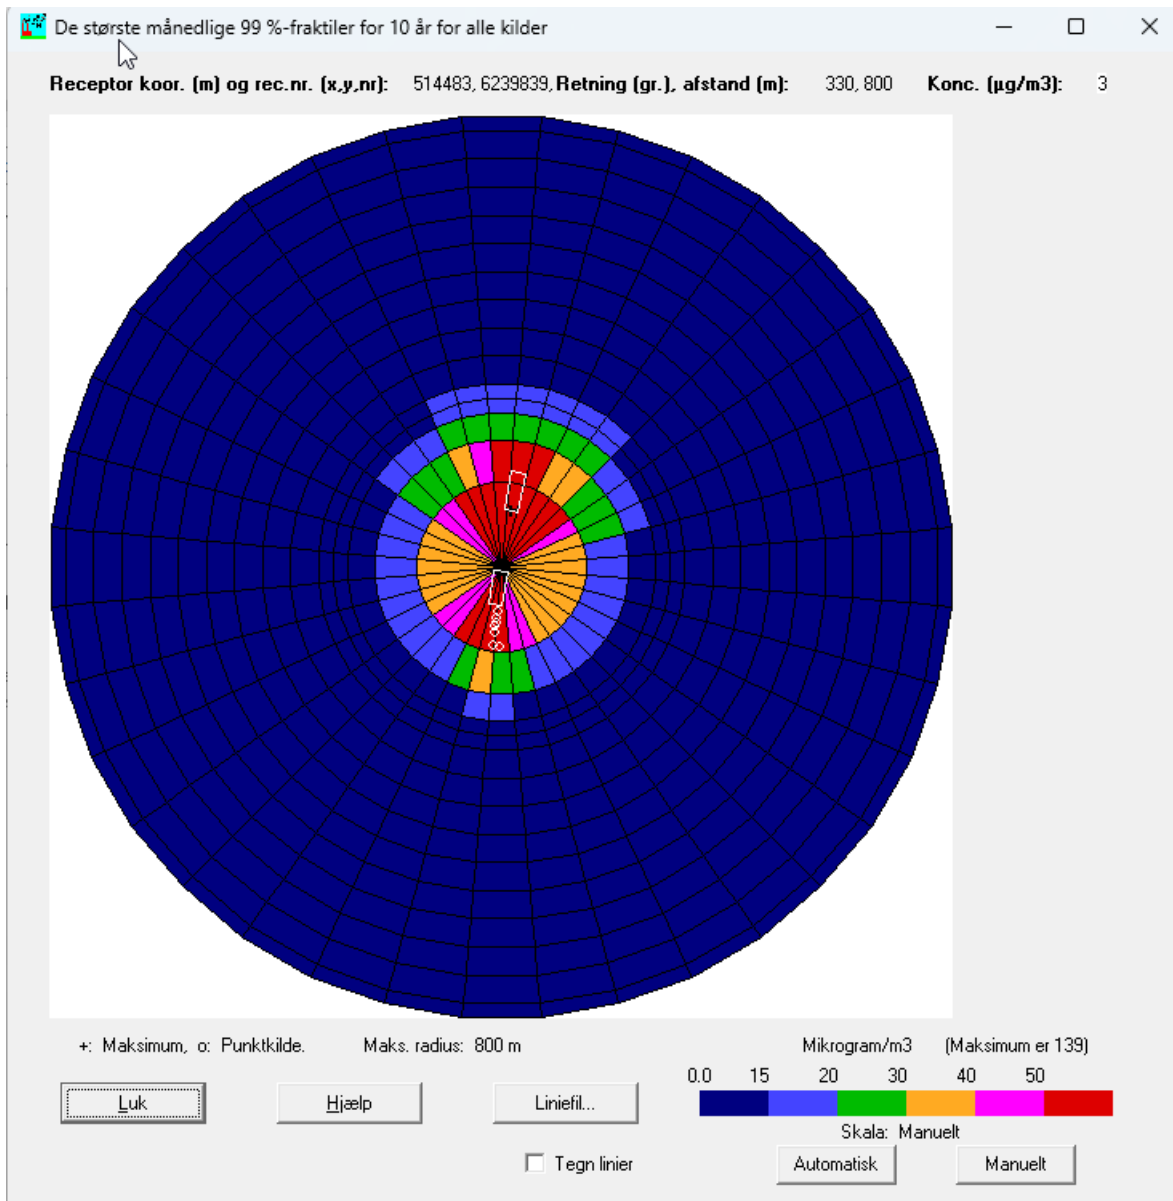 De største månedlige 99 %-fraktiler for 10 år for alle kilder
Receptor koor. (m) og rec.nr. (x,y,nr): 514483, 6239839, Retning (gr.), afstand (m): 330, 800 Konc. (µg/m3): 3
+: Maksimum, o: Punktkilde. Maks. radius: 800 m Mikrogram/m3 (Maksimum er 139)
0.0 15 20 30 40 50
Luk Hjælp Liniefil...
Skala: Manuelt
Tegn linier Automatisk Manuelt